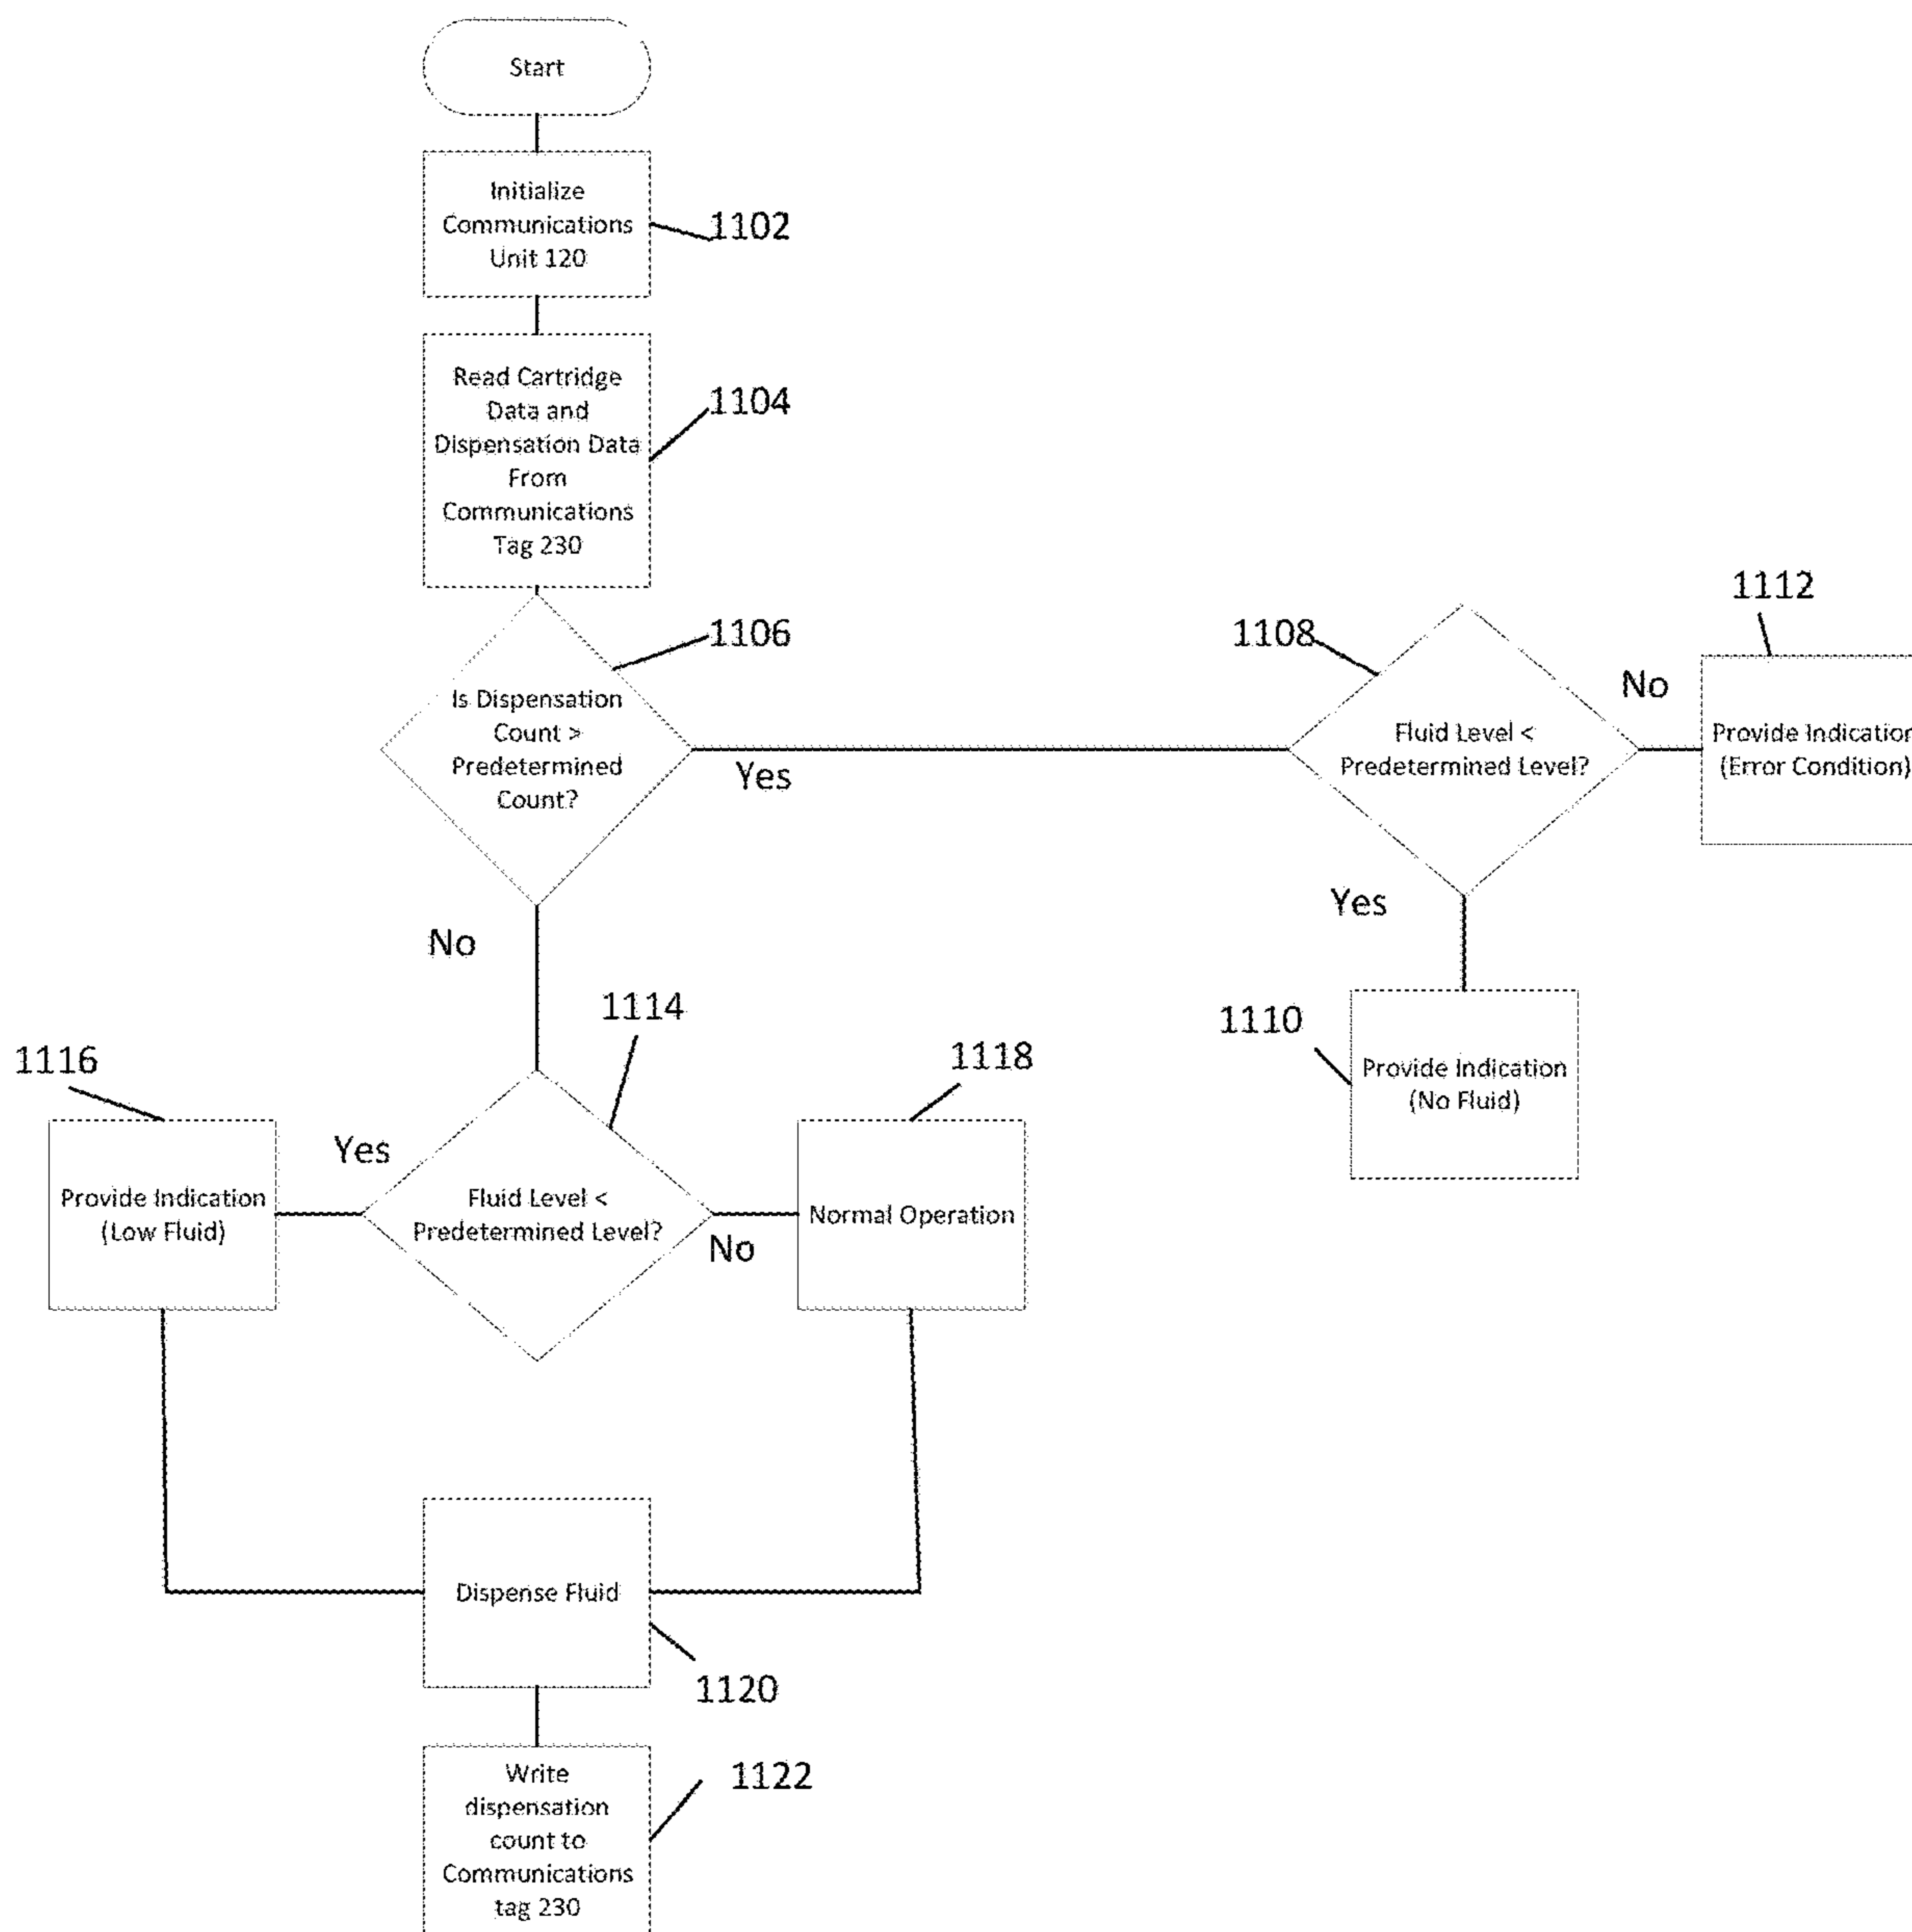 Start
Initialize
Communications
Unit 120
1102
Read Cartridge
Data and
Dispensation Data
From
Communications
Tag 230
1104
Is Dispensation
Count >
Predetermined
Count?
1106
Yes
No
1108
Fluid Level <
Predetermined Level?
No
1112
Provide Indication
(Error Condition)
Yes
1110
Provide Indication
(No Fluid)
1114
Fluid Level <
Predetermined Level?
Yes
1116
Provide Indication
(Low Fluid)
No
1118
Normal Operation
Dispense Fluid
1120
Write
dispensation
count to
Communications
tag 230
1122